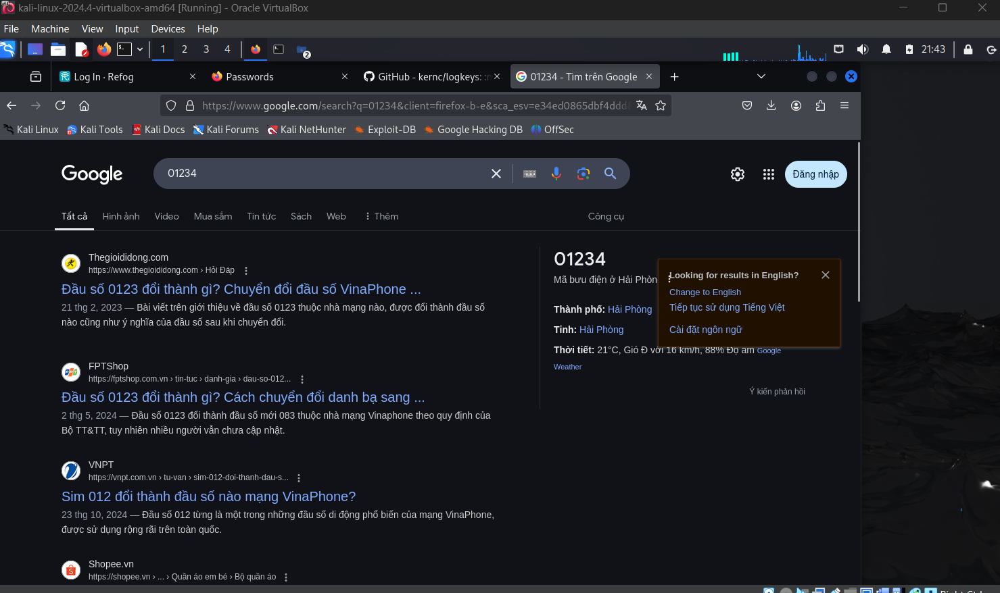 kali-linux-2024.4-virtualbox-amd64 [Running] - Oracle VirtualBox
File Machine View Input Devices Help
1 2 3 4 2 21:43
Log In · Refog Passwords GitHub - kernc/logkeys: :n 01234 - Tìm trên Google
https://www.google.com/search?q=01234&client=firefox-b-e&sca_esv=e34ed0865dbf4ddd
Kali Linux Kali Tools Kali Docs Kali Forums Kali NetHunter Exploit-DB Google Hacking DB OffSec
Google 01234 Đăng nhập
Tất cả Hình ảnh Video Mua sắm Tin tức Sách Web Thêm Công cụ
Thegioididong.com
https://www.thegioididong.com › Hỏi Đáp
Đầu số 0123 đổi thành gì? Chuyển đổi đầu số VinaPhone ...
21 thg 2, 2023 — Bài viết trên giới thiệu về đầu số 0123 thuộc nhà mạng nào, được đổi thành đầu số
nào cũng như ý nghĩa của đầu số sau khi chuyển đổi.
FPTShop
https://fptshop.com.vn › tin-tuc › danh-gia › dau-so-012...
Đầu số 0123 đổi thành gì? Cách chuyển đổi danh bạ sang ...
2 thg 5, 2024 — Đầu số 0123 đổi thành đầu số mới 083 thuộc nhà mạng Vinaphone theo quy định của
Bộ TT&TT, tuy nhiên nhiều người vẫn chưa cập nhật.
VNPT
https://vnpt.com.vn › tu-van › sim-012-doi-thanh-dau-s...
Sim 012 đổi thành đầu số nào mạng VinaPhone?
23 thg 10, 2024 — Đầu số 012 từng là một trong những đầu số di động phổ biến của mạng VinaPhone,
được sử dụng rộng rãi trên toàn quốc.
Shopee.vn
https://shopee.vn › ... › Quần áo em bé › Bộ quần áo
01234
Mã bưu điện ở Hải Phòn
Thành phố: Hải Phòng
Tỉnh: Hải Phòng
Thời tiết: 21°C, Gió Đ với 16 km/h, 88% Độ ẩm Google
Weather
Ý kiến phản hồi
Looking for results in English?
Change to English
Tiếp tục sử dụng Tiếng Việt
Cài đặt ngôn ngữ